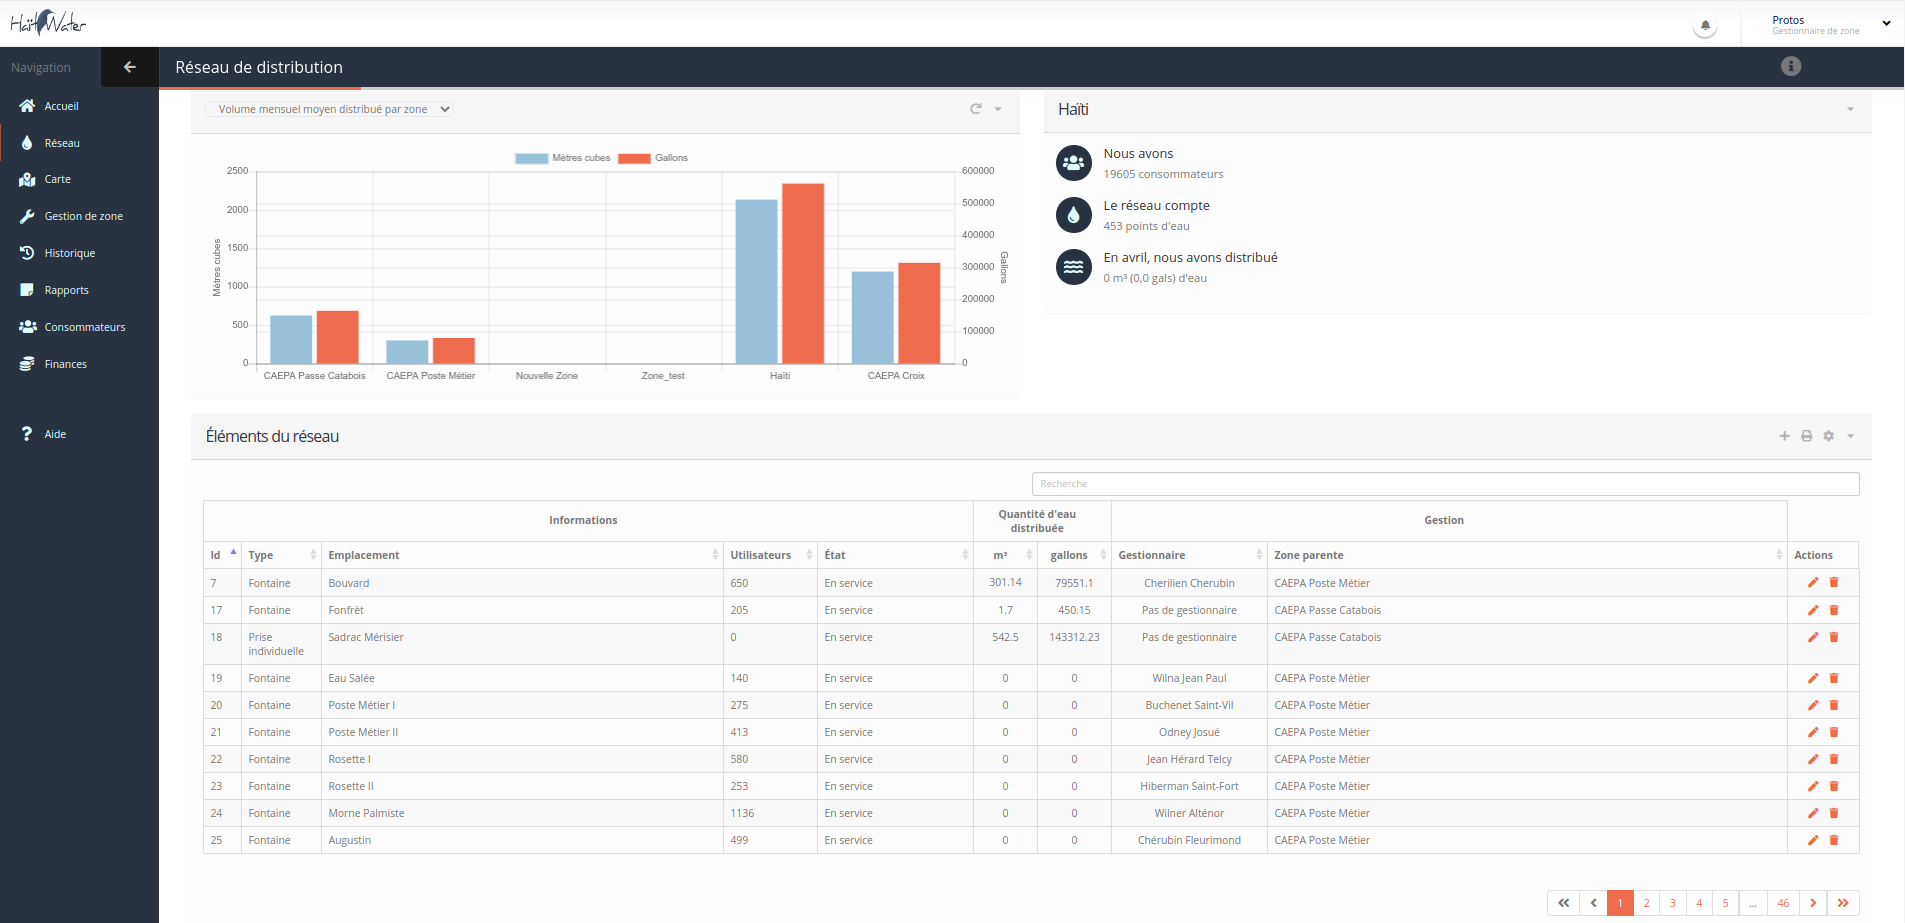 Haïti Water
Protos
Gestionnaire de zone
Navigation
Réseau de distribution
Accueil
Réseau
Carte
Gestion de zone
Historique
Rapports
Consommateurs
Finances
Aide
Volume mensuel moyen distribué par zone
Mètres cubes Gallons
2500
2000
1500
1000
500
0
Mètres cubes
600000
500000
400000
300000
200000
100000
0
Gallons
CAEPA Passe Catabois CAEPA Poste Métier Nouvelle Zone Zone_test Haïti CAEPA Croix
Haïti
Nous avons
19605 consommateurs
Le réseau compte
453 points d'eau
En avril, nous avons distribué
0 m³ (0,0 gals) d'eau
Éléments du réseau
Recherche
Informations Quantité d'eau distribuée Gestion
Id Type Emplacement Utilisateurs État m³ gallons Gestionnaire Zone parente Actions
7 Fontaine Bouvard 650 En service 301.14 79551.1 Cherilien Cherubin CAEPA Poste Métier
17 Fontaine Fonfrèt 205 En service 1.7 450.15 Pas de gestionnaire CAEPA Passe Catabois
18 Prise individuelle Sadrac Mérisier 0 En service 542.5 143312.23 Pas de gestionnaire CAEPA Passe Catabois
19 Fontaine Eau Salée 140 En service 0 0 Wilna Jean Paul CAEPA Poste Métier
20 Fontaine Poste Métier I 275 En service 0 0 Buchenet Saint-Vil CAEPA Poste Métier
21 Fontaine Poste Métier II 413 En service 0 0 Odney Josué CAEPA Poste Métier
22 Fontaine Rosette I 580 En service 0 0 Jean Hérard Telcy CAEPA Poste Métier
23 Fontaine Rosette II 253 En service 0 0 Hiberman Saint-Fort CAEPA Poste Métier
24 Fontaine Morne Palmiste 1136 En service 0 0 Wilner Alténor CAEPA Poste Métier
25 Fontaine Augustin 499 En service 0 0 Chérubin Fleurimond CAEPA Poste Métier
1 2 3 4 5 ... 46